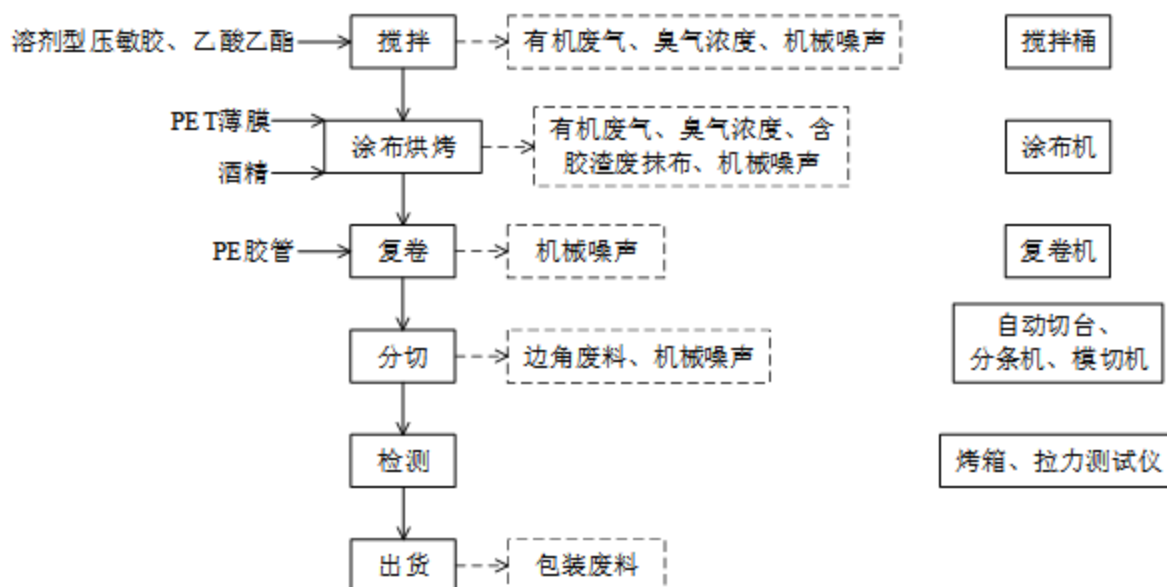 溶剂型压敏胶、乙酸乙酯
搅拌
有机废气、臭气浓度、机械噪声
搅拌桶
PET薄膜
酒精
涂布烘烤
有机废气、臭气浓度、含
胶渣废抹布、机械噪声
涂布机
PE胶管
复卷
机械噪声
复卷机
分切
边角废料、机械噪声
自动切台、
分条机、模切机
检测
烤箱、拉力测试仪
出货
包装废料